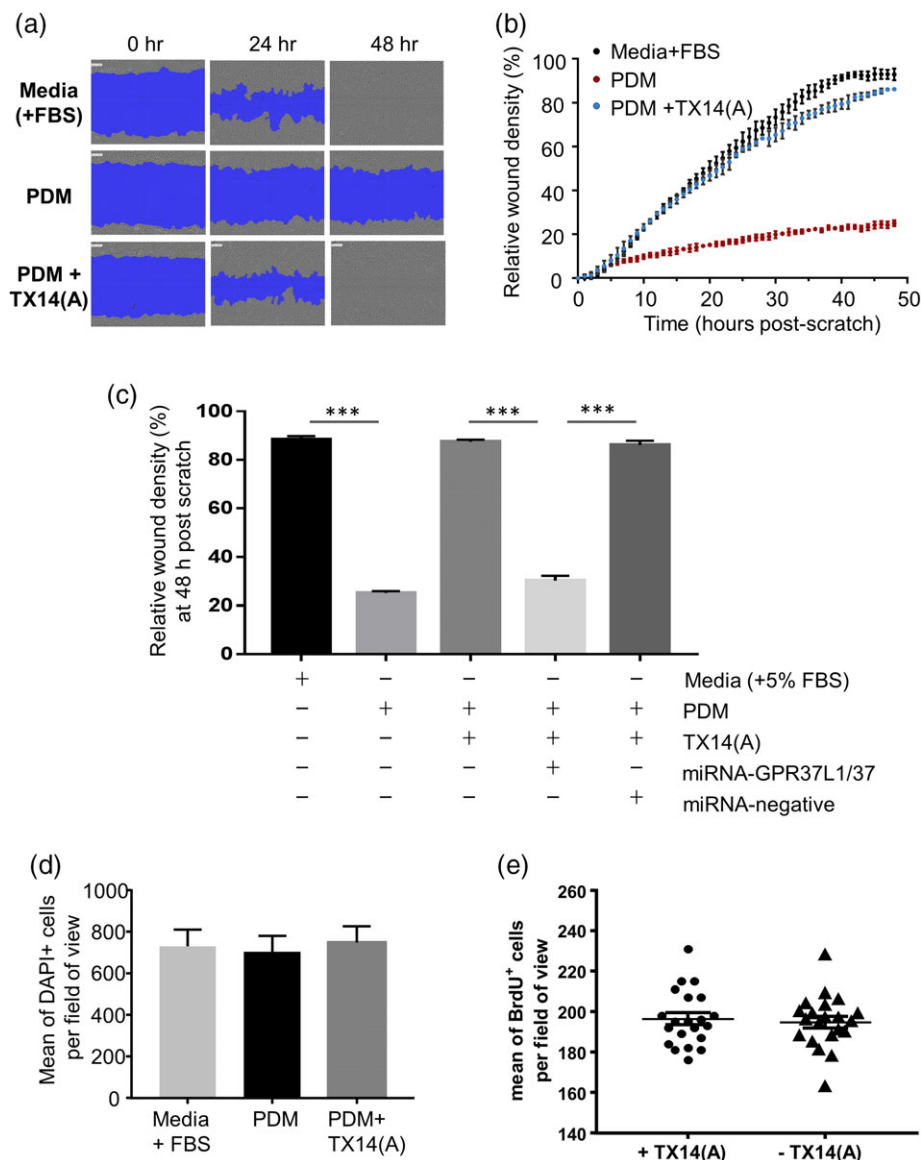 (a)
0 hr 24 hr 48 hr
Media
(+FBS)
PDM
PDM +
TX14(A)
(b)
Relative wound density (%)
100
80
60
40
20
0
Media+FBS
PDM
PDM +TX14(A)
0 10 20 30 40 50
Time (hours post-scratch)
(c)
Relative wound density (%)
at 48 h post scratch
100
80
60
40
20
0
*** *** ***
+ – – – – Media (+5% FBS)
– + + + + PDM
– – + + + TX14(A)
– – – + – miRNA-GPR37L1/37
– – – – + miRNA-negative
(d)
Mean of DAPI+ cells
per field of view
1000
800
600
400
200
0
Media
+ FBS
PDM
PDM+
TX14(A)
(e)
mean of BrdU⁺ cells
per field of view
260
240
220
200
180
160
140
+ TX14(A) - TX14(A)